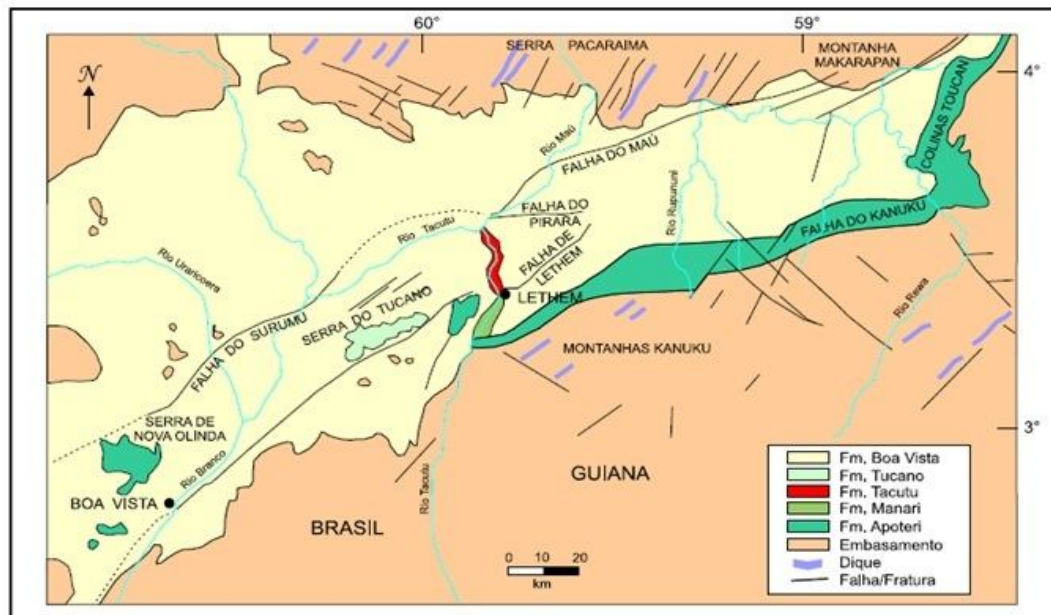 60°
59°
4°
3°
N
SERRA PACARAIMA
MONTANHA
MAKARAPAN
COLINAS TOUCAN
Rio Maú
FALHA DO MAÚ
FALHA DO
PIRARA
Rio Rupununi
FALHA DO KANUKU
Rio Tacutu
FALHA DE
LETHEM
Rio Uraricoera
LETHEM
SERRA DO TUCANO
FALHA DO SURUMU
Rio Rewa
MONTANHAS KANUKU
SERRA DE
NOVA OLINDA
Rio Branco
BOA VISTA
Rio Tacutu
GUIANA
BRASIL
0 10 20
km
Fm, Boa Vista
Fm, Tucano
Fm, Tacutu
Fm, Manari
Fm, Apoteri
Embasamento
Dique
Falha/Fratura